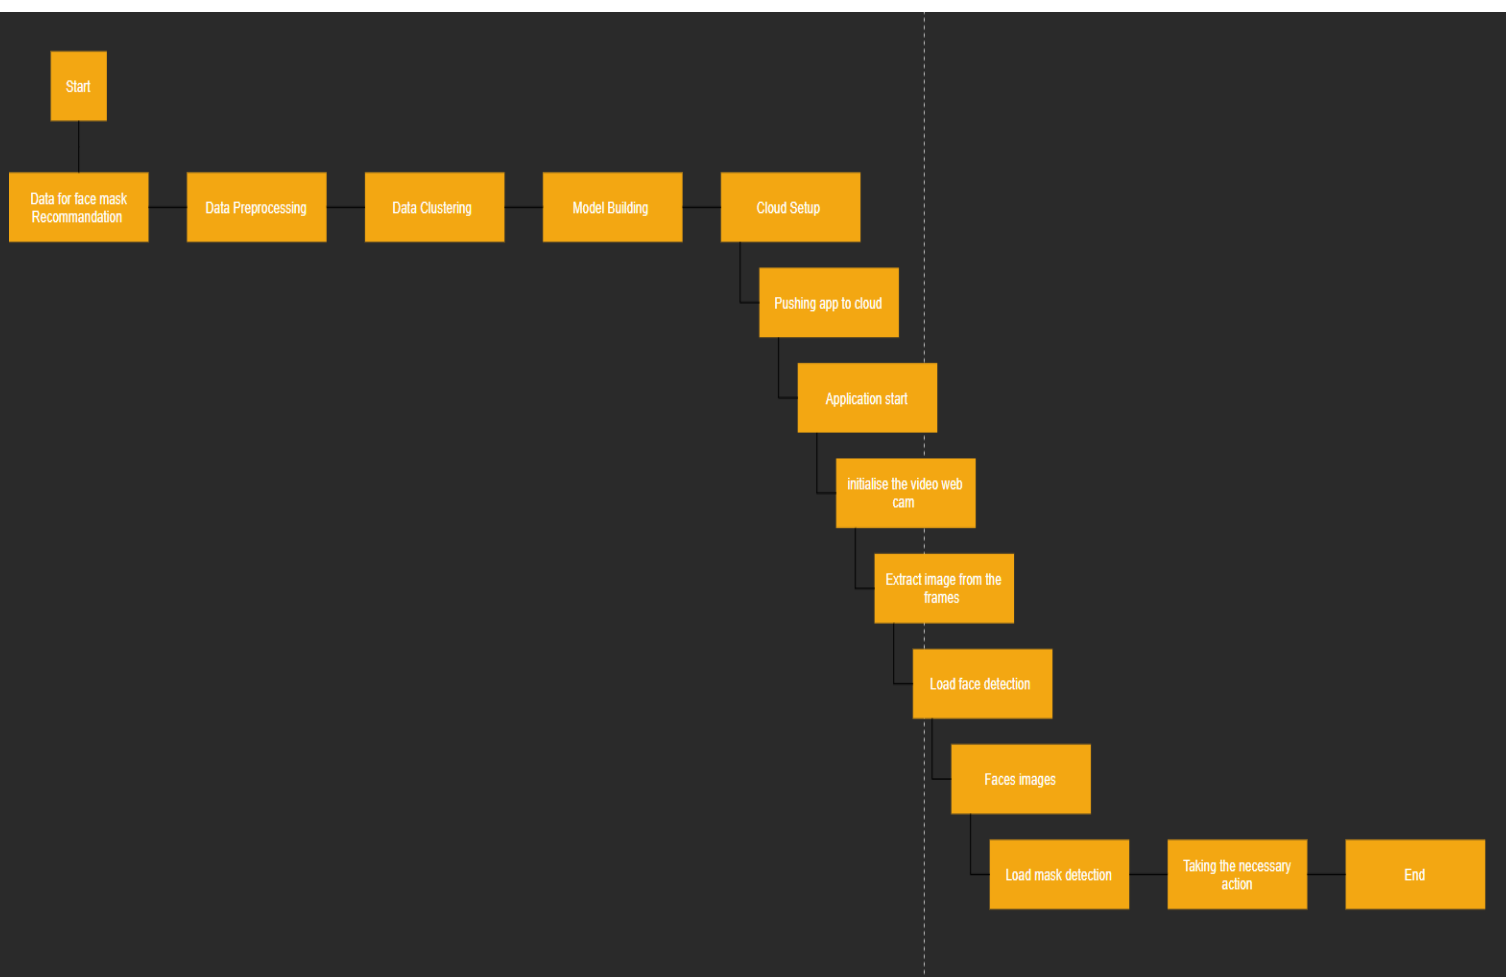 Start
Data for face mask
Recommandation
Data Preprocessing
Data Clustering
Model Building
Cloud Setup
Pushing app to cloud
Application start
initialise the video web
cam
Extract image from the
frames
Load face detection
Faces images
Load mask detection
Taking the necessary
action
End